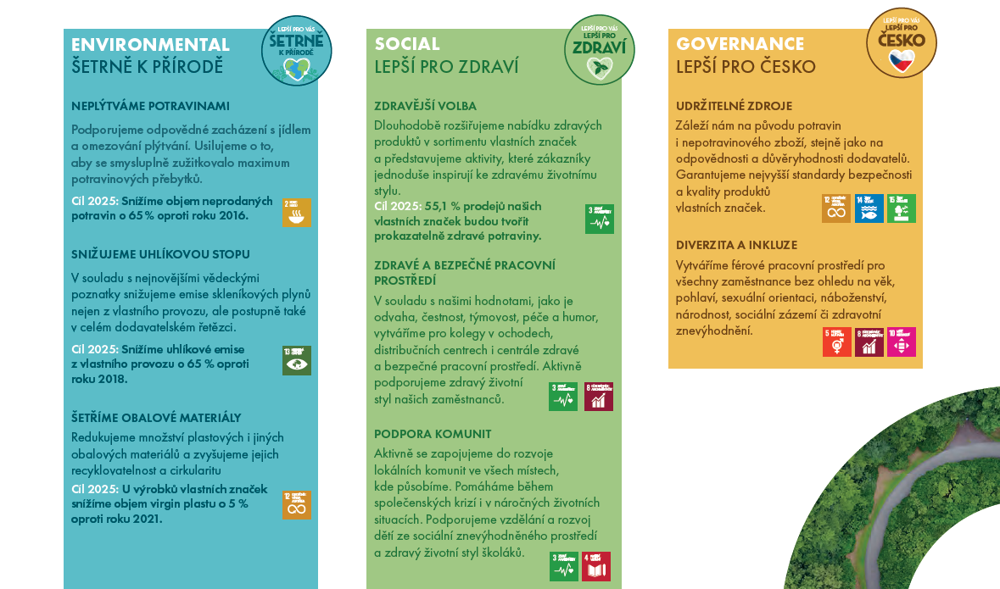 ENVIRONMENTAL
ŠETRNĚ K PŘÍRODĚ
LEPŠÍ PRO VÁS
ŠETRNĚ
K PŘÍRODĚ
NEPLÝTVÁME POTRAVINAMI
Podporujeme odpovědné zacházení s jídlem
a omezování plýtvání. Usilujeme o to,
aby se smysluplně zužitkovalo maximum
potravinových přebytků.
Cíl 2025: Snížíme objem neprodaných
potravin o 65 % oproti roku 2016.
2
SNIŽUJEME UHLÍKOVOU STOPU
V souladu s nejnovějšími vědeckými
poznatky snižujeme emise skleníkových plynů
nejen z vlastního provozu, ale postupně také
v celém dodavatelském řetězci.
Cíl 2025: Snížíme uhlíkové emise
z vlastního provozu o 65 % oproti
roku 2018.
13
ŠETŘÍME OBALOVÉ MATERIÁLY
Redukujeme množství plastových i jiných
obalových materiálů a zvyšujeme jejich
recyklovatelnost a cirkularitu
Cíl 2025: U výrobků vlastních značek
snížíme objem virgin plastu o 5 %
oproti roku 2021.
12
SOCIAL
LEPŠÍ PRO ZDRAVÍ
LEPŠÍ PRO VÁS
LEPŠÍ PRO
ZDRAVÍ
ZDRAVĚJŠÍ VOLBA
Dlouhodobě rozšiřujeme nabídku zdravých
produktů v sortimentu vlastních značek
a představujeme aktivity, které zákazníky
jednoduše inspirují ke zdravému životnímu
stylu.
Cíl 2025: 55,1 % prodejů našich
vlastních značek budou tvořit
prokazatelně zdravé potraviny.
3
ZDRAVÉ A BEZPEČNÉ PRACOVNÍ
PROSTŘEDÍ
V souladu s našimi hodnotami, jako je
odvaha, čestnost, týmovost, péče a humor,
vytváříme pro kolegy v ochodech,
distribučních centrech i centrále zdravé
a bezpečné pracovní prostředí. Aktivně
podporujeme zdravý životní
styl našich zaměstnanců.
3
8
PODPORA KOMUNIT
Aktivně se zapojujeme do rozvoje
lokálních komunit ve všech místech,
kde působíme. Pomáháme během
společenských krizí i v náročných životních
situacích. Podporujeme vzdělání a rozvoj
dětí ze sociální znevýhodněného prostředí
a zdravý životní styl školáků.
3
4
GOVERNANCE
LEPŠÍ PRO ČESKO
LEPŠÍ PRO VÁS
LEPŠÍ PRO
ČESKO
UDRŽITELNÉ ZDROJE
Záleží nám na původu potravin
i nepotravinového zboží, stejně jako na
odpovědnosti a důvěryhodnosti dodavatelů.
Garantujeme nejvyšší standardy bezpečnosti
a kvality produktů
vlastních značek.
12
14
15
DIVERZITA A INKLUZE
Vytváříme férové pracovní prostředí pro
všechny zaměstnance bez ohledu na věk,
pohlaví, sexuální orientaci, náboženství,
národnost, sociální zázemí či zdravotní
znevýhodnění.
5
8
10